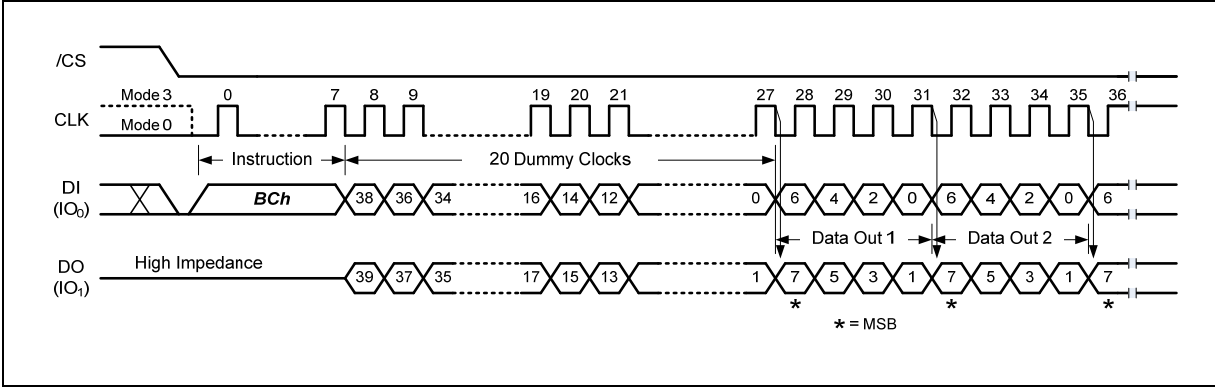 /CS
Mode 3 0 7 8 9 19 20 21 27 28 29 30 31 32 33 34 35 36
CLK
Mode 0
Instruction 20 Dummy Clocks
DI
(IO₀)
BCh 38 36 34 16 14 12 0 6 4 2 0 6 4 2 0 6
Data Out 1 Data Out 2
DO
(IO₁)
High Impedance
39 37 35 17 15 13 1 7 5 3 1 7 5 3 1 7
* * *
* = MSB